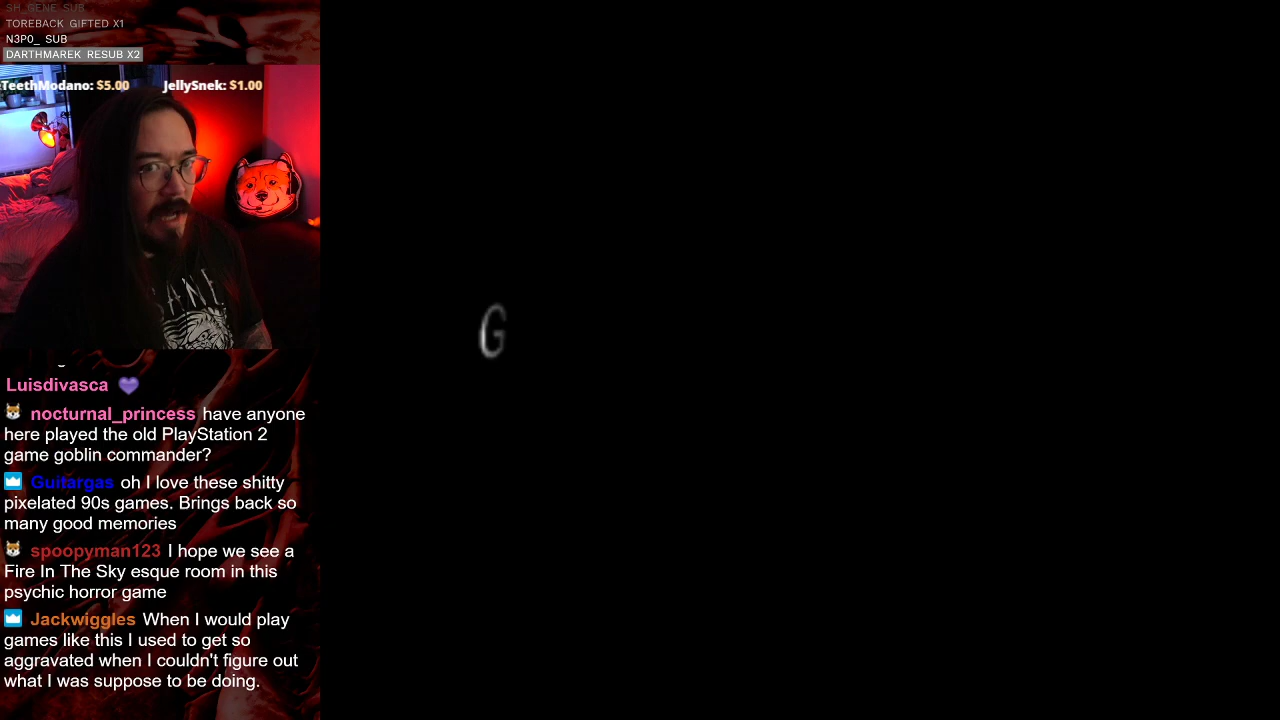 SH_GENE SUB
TOREBACK GIFTED X1
N3P0_ SUB
DARTHMAREK RESUB X2
TeethModano: $5.00 JellySnek: $1.00
G
Luisdivasca 💜
nocturnal_princess have anyone
here played the old PlayStation 2
game goblin commander?
Guitargas oh I love these shitty
pixelated 90s games. Brings back so
many good memories
spoopyman123 I hope we see a
Fire In The Sky esque room in this
psychic horror game
Jackwiggles When I would play
games like this I used to get so
aggravated when I couldn't figure out
what I was suppose to be doing.